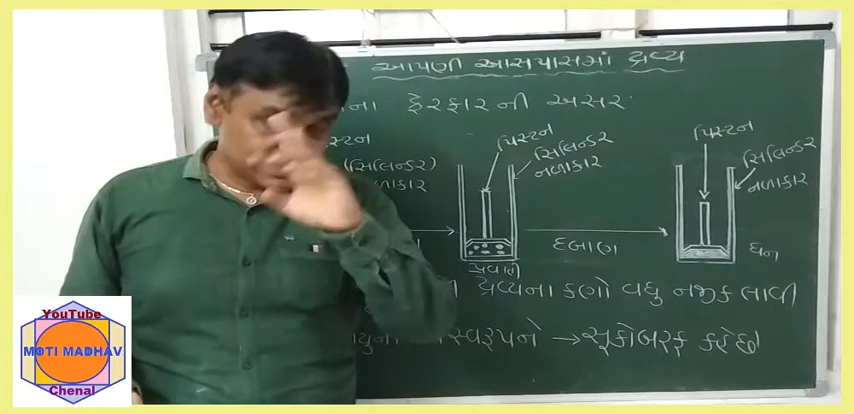 આપણી આસપાસમાં દ્રવ્ય
ના ફેરફારની અસર:
સ્ટન
(સિલિન્ડર)
ળાકાર
પિસ્ટન
સિલિન્ડર
નળાકાર
દબાણ
પ્રવાહી
પિસ્ટન
સિલિન્ડર
નળાકાર
ઘન
દ્રવ્યના કણો વધુ નજીક લાવી
સ્વરૂપને → સૂકોબરફ કહે છે
YouTube
MOTI MADHAV
Chenal